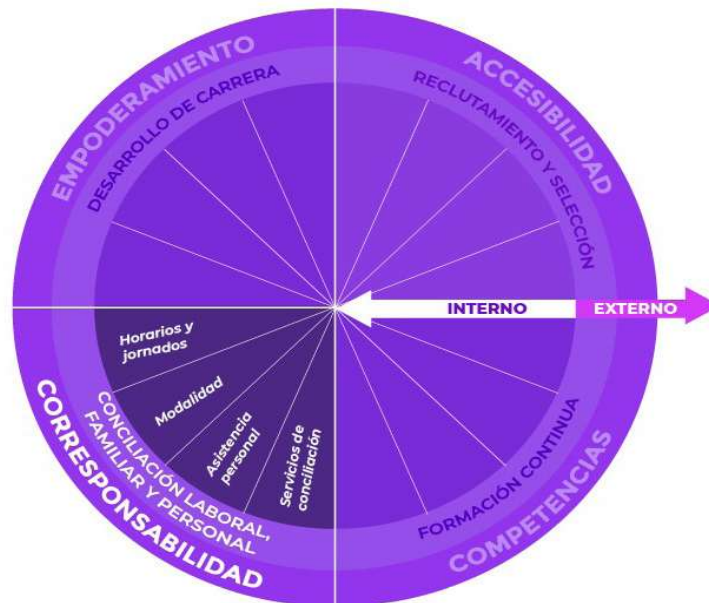 EMPODERAMIENTO
DESARROLLO DE CARRERA
ACCESIBILIDAD
RECLUTAMIENTO Y SELECCIÓN
INTERNO
EXTERNO
Horarios y
jornados
Modalidad
Asistencia
personal
Servicios de
conciliación
CONCILIACIÓN LABORAL,
FAMILIAR Y PERSONAL
CORRESPONSABILIDAD
FORMACIÓN CONTINUA
COMPETENCIAS